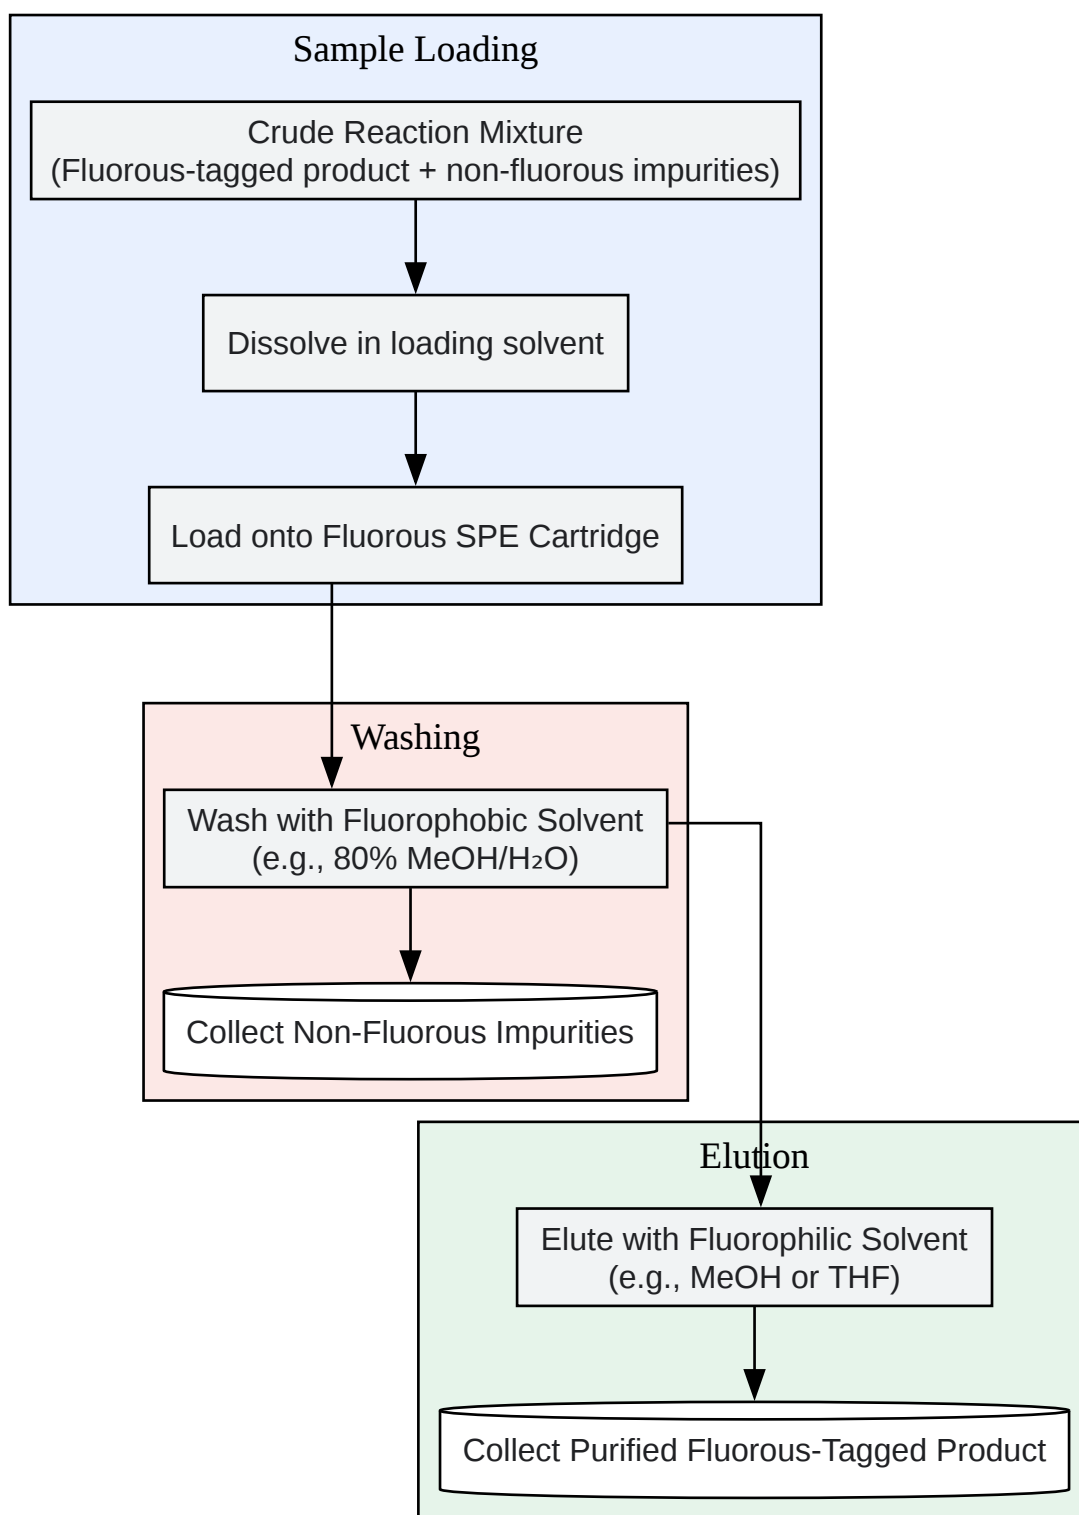 Sample Loading
Crude Reaction Mixture
(Fluorous-tagged product + non-fluorous impurities)
Dissolve in loading solvent
Load onto Fluorous SPE Cartridge
Washing
Wash with Fluorophobic Solvent
(e.g., 80% MeOH/H₂O)
Collect Non-Fluorous Impurities
Elution
Elute with Fluorophilic Solvent
(e.g., MeOH or THF)
Collect Purified Fluorous-Tagged Product